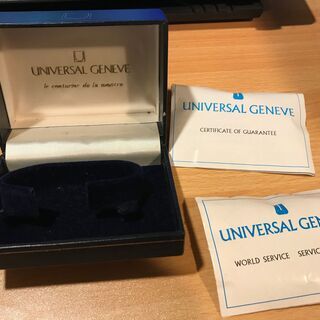 UNIVERSAL GENEVE
le couturier de la montre
UNIVERSAL GENEVE
CERTIFICATE OF GUARANTEE
UNIVERSAL GENE
WORLD SERVICE SERVIC